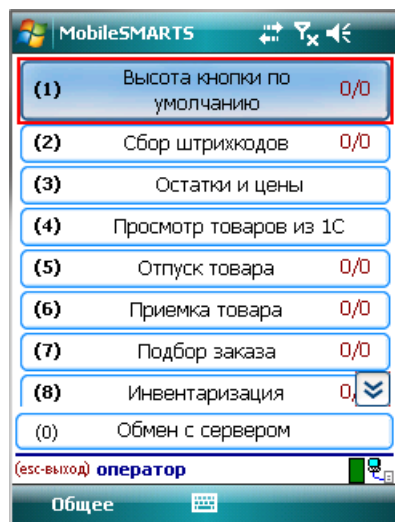 MobileSMARTS
(1) Высота кнопки по 0/0
умолчанию
(2) Сбор штрихкодов 0/0
(3) Остатки и цены
(4) Просмотр товаров из 1С
(5) Отпуск товара 0/0
(6) Приемка товара 0/0
(7) Подбор заказа 0/0
(8) Инвентаризация 0/
(0) Обмен с сервером
(esc-выход) оператор
Общее